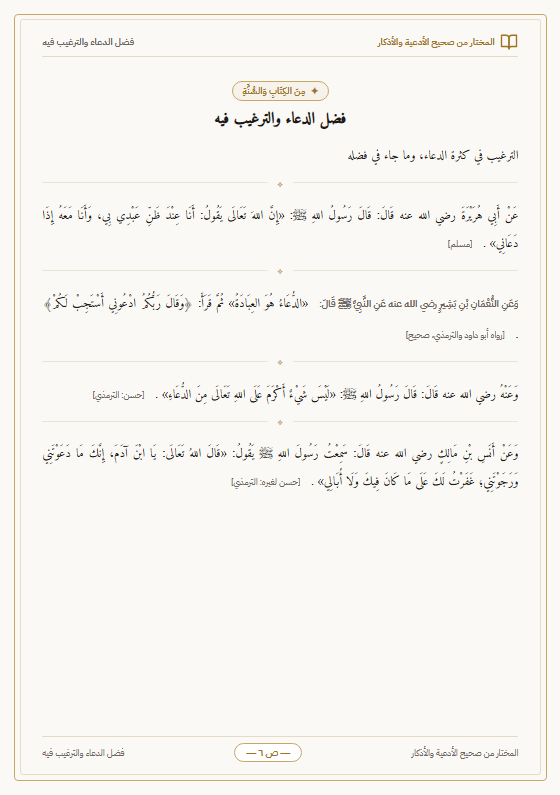 المختار من صحيح الأدعية والأذكار
فضل الدعاء والترغيب فيه
✦ مِنَ الكِتَابِ وَالسُّنَّةِ
فضل الدعاء والترغيب فيه
الترغيب في كثرة الدعاء، وما جاء في فضله
عَنْ أَبِي هُرَيْرَةَ رضي الله عنه قَالَ: قَالَ رَسُولُ اللهِ ﷺ: «إِنَّ اللهَ تَعَالَى يَقُولُ: أَنَا عِنْدَ ظَنِّ عَبْدِي بِي، وَأَنَا مَعَهُ إِذَا
دَعَانِي» . [مسلم]
وَعَنِ النُّعْمَانِ بْنِ بَشِيرٍ رضي الله عنه عَنِ النَّبِيِّ ﷺ قَالَ: «الدُّعَاءُ هُوَ العِبَادَةُ» ثُمَّ قَرَأَ: ﴿وَقَالَ رَبُّكُمُ ادْعُونِي أَسْتَجِبْ لَكُمْ﴾
. [رواه أبو داود والترمذي، صحيح]
وَعَنْهُ رضي الله عنه قَالَ: قَالَ رَسُولُ اللهِ ﷺ: «لَيْسَ شَيْءٌ أَكْرَمَ عَلَى اللهِ تَعَالَى مِنَ الدُّعَاءِ» . [حسن: الترمذي]
وَعَنْ أَنَسِ بْنِ مَالِكٍ رضي الله عنه قَالَ: سَمِعْتُ رَسُولَ اللهِ ﷺ يَقُولُ: «قَالَ اللهُ تَعَالَى: يَا ابْنَ آدَمَ، إِنَّكَ مَا دَعَوْتَنِي
وَرَجَوْتَنِي؛ غَفَرْتُ لَكَ عَلَى مَا كَانَ فِيكَ وَلَا أُبَالِي» . [حسن لغيره: الترمذي]
المختار من صحيح الأدعية والأذكار
— ص ٦ —
فضل الدعاء والترغيب فيه